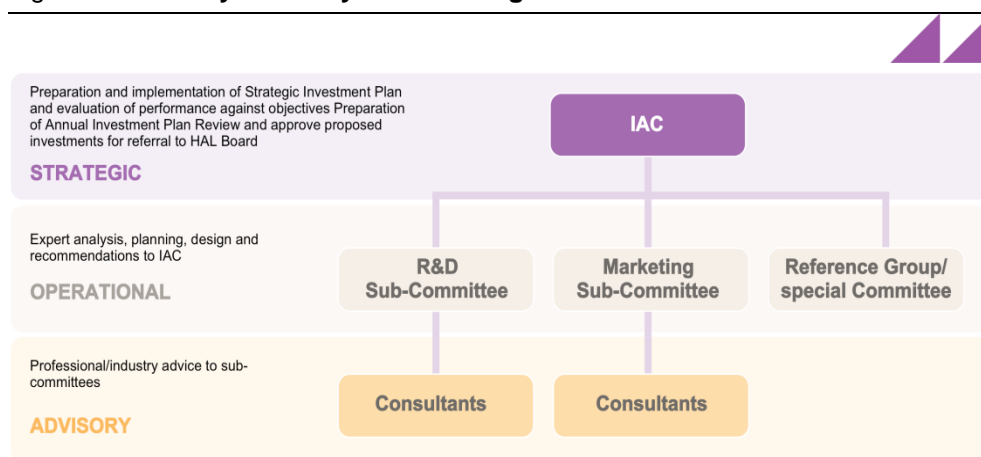 Preparation and implementation of Strategic Investment Plan
and evaluation of performance against objectives Preparation
of Annual Investment Plan Review and approve proposed
investments for referral to HAL Board
STRATEGIC
IAC
Expert analysis, planning, design and
recommendations to IAC
OPERATIONAL
R&D
Sub-Committee
Marketing
Sub-Committee
Reference Group/
special Committee
Professional/industry advice to sub-
committees
ADVISORY
Consultants
Consultants